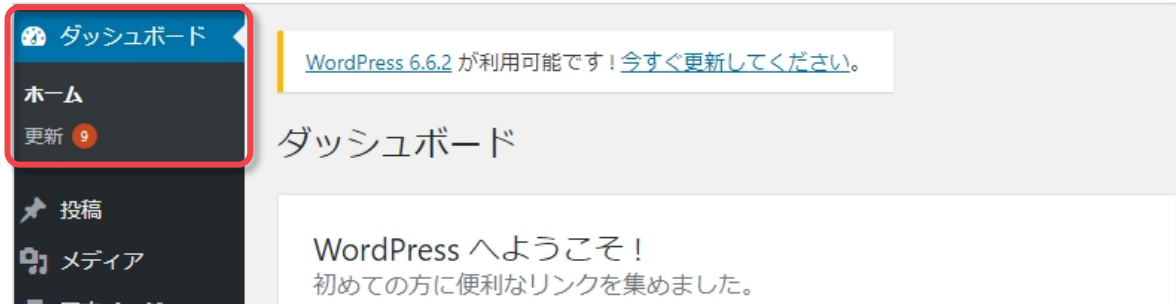 ダッシュボード
ホーム
更新 9
投稿
メディア
WordPress 6.6.2 が利用可能です ! 今すぐ更新してください。
ダッシュボード
WordPress へようこそ !
初めての方に便利なリンクを集めました。